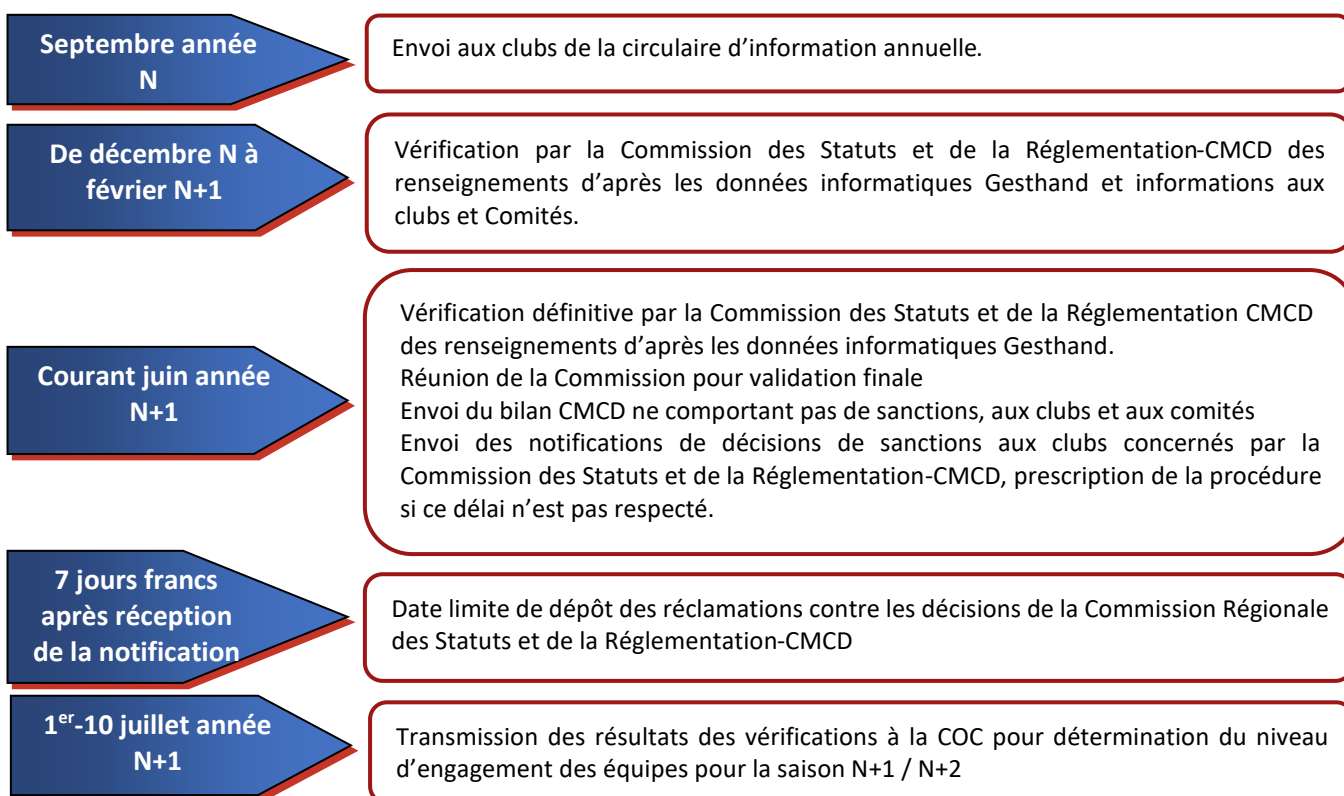 Septembre année
N
Envoi aux clubs de la circulaire d’information annuelle.
De décembre N à
février N+1
Vérification par la Commission des Statuts et de la Réglementation-CMCD des
renseignements d’après les données informatiques Gesthand et informations aux
clubs et Comités.
Courant juin année
N+1
Vérification définitive par la Commission des Statuts et de la Réglementation CMCD
des renseignements d’après les données informatiques Gesthand.
Réunion de la Commission pour validation finale
Envoi du bilan CMCD ne comportant pas de sanctions, aux clubs et aux comités
Envoi des notifications de décisions de sanctions aux clubs concernés par la
Commission des Statuts et de la Réglementation-CMCD, prescription de la procédure
si ce délai n’est pas respecté.
7 jours francs
après réception
de la notification
Date limite de dépôt des réclamations contre les décisions de la Commission Régionale
des Statuts et de la Réglementation-CMCD
1er-10 juillet année
N+1
Transmission des résultats des vérifications à la COC pour détermination du niveau
d’engagement des équipes pour la saison N+1 / N+2